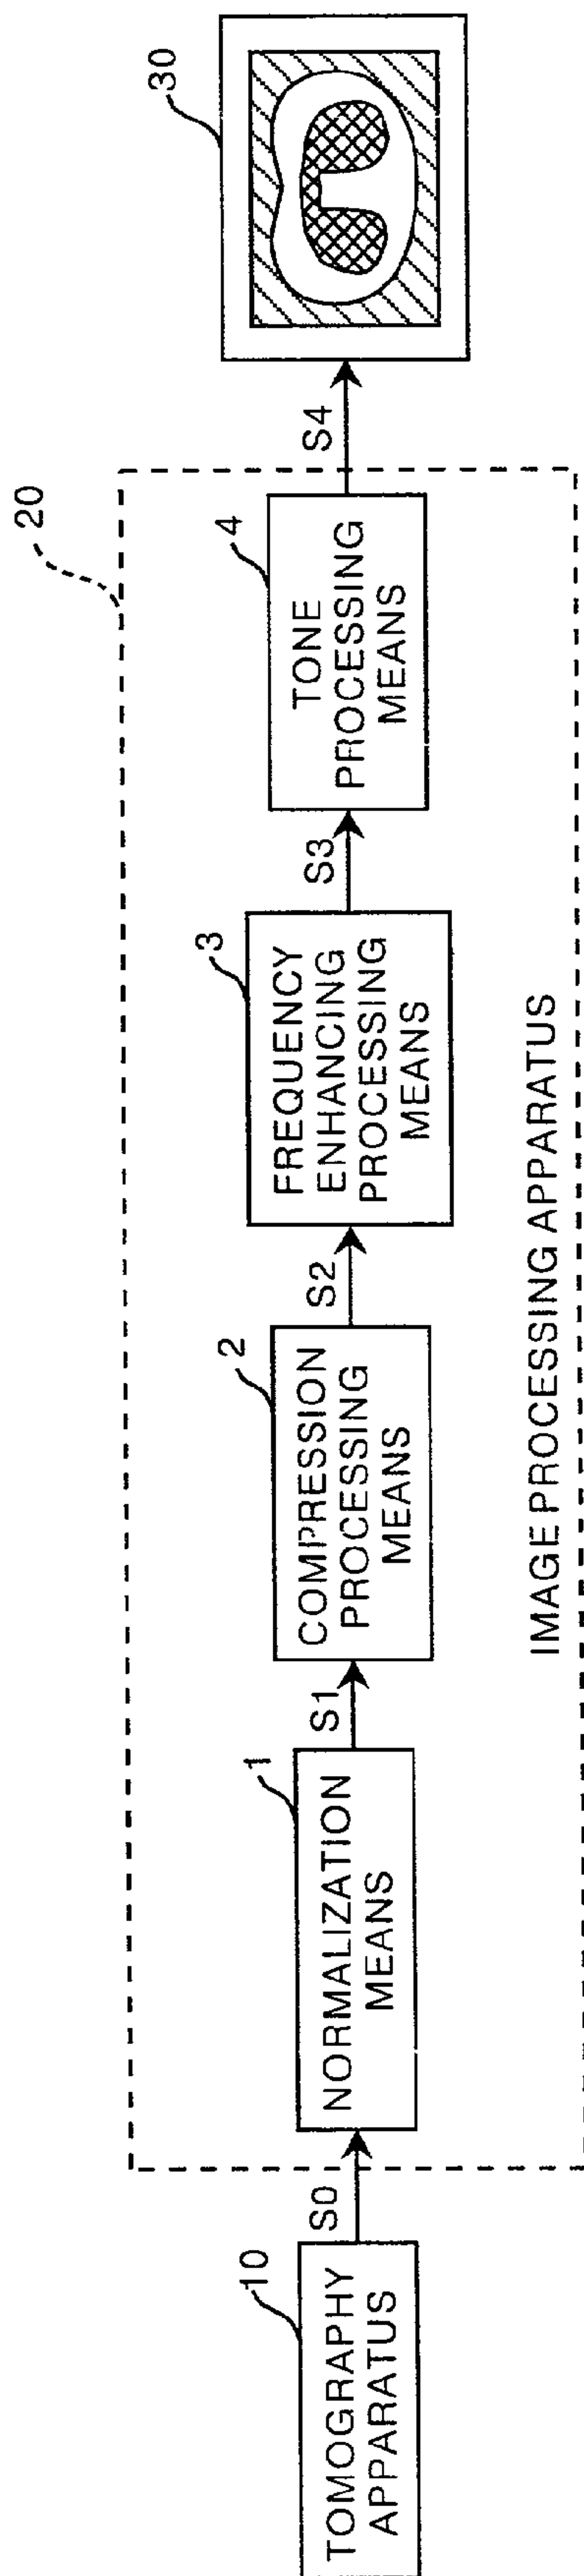 10
TOMOGRAPHY
APPARATUS
S0
20
1
NORMALIZATION
MEANS
S1
2
COMPRESSION
PROCESSING
MEANS
S2
3
FREQUENCY
ENHANCING
PROCESSING
MEANS
S3
4
TONE
PROCESSING
MEANS
S4
30
IMAGE PROCESSING APPARATUS